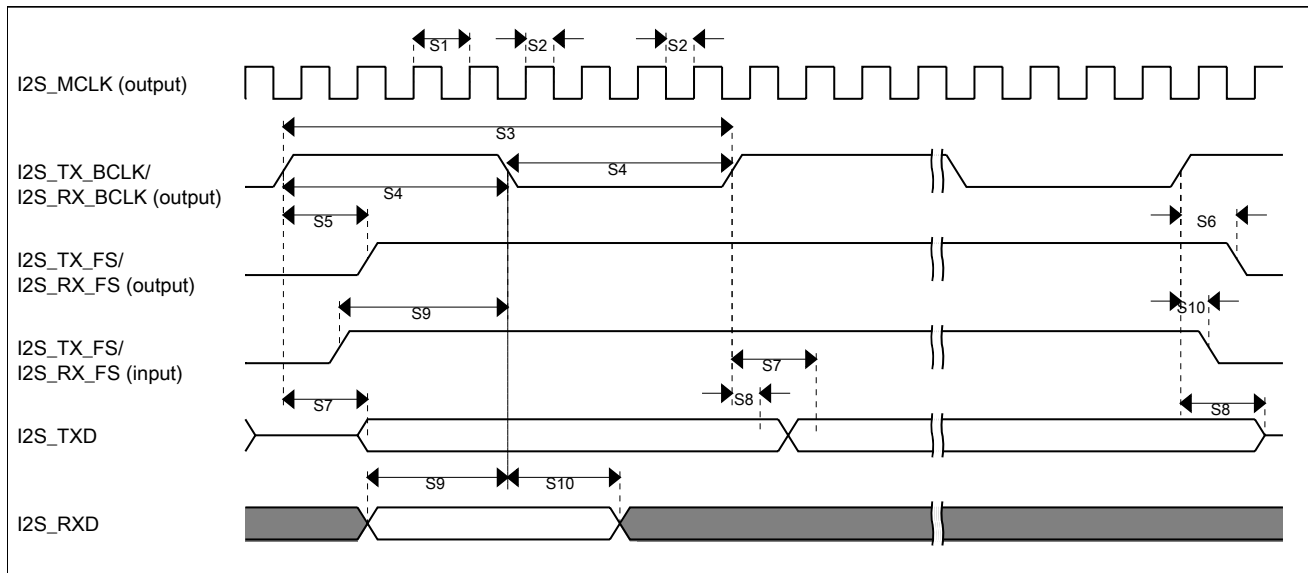 S1
S2
S2
I2S_MCLK (output)
S3
I2S_TX_BCLK/
I2S_RX_BCLK (output)
S4
S4
S5
S6
I2S_TX_FS/
I2S_RX_FS (output)
S9
S10
I2S_TX_FS/
I2S_RX_FS (input)
S7
S8
S7
S8
I2S_TXD
S9
S10
I2S_RXD